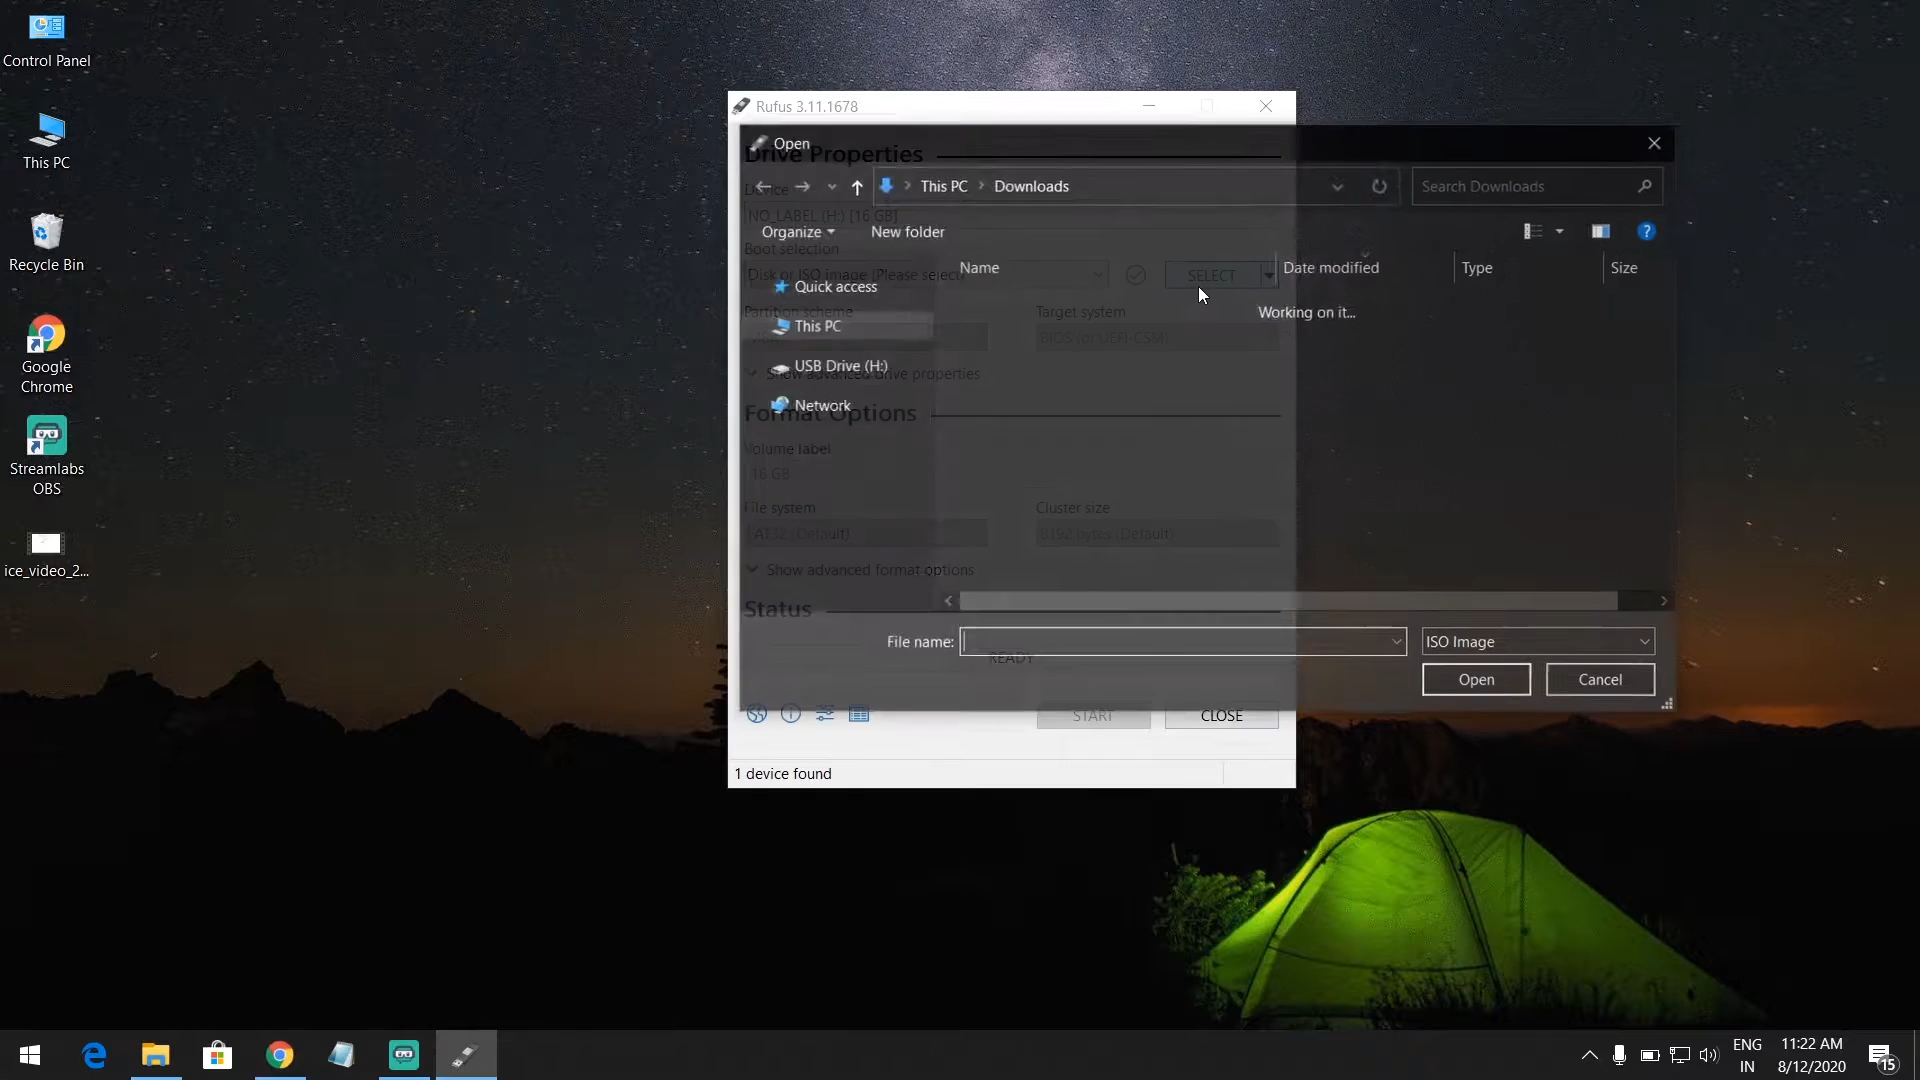 Control Panel
This PC
Recycle Bin
Google
Chrome
Streamlabs
OBS
ice_video_2...
Rufus 3.11.1678
Open
Drive Properties
This PC
Downloads
Search Downloads
Device
NO_LABEL (H:) [16 GB]
Organize
New folder
Boot selection
Disk or ISO image (Please select)
SELECT
Name
Date modified
Type
Size
Quick access
Working on it...
Partition scheme
Target system
This PC
BIOS (or UEFI-CSM)
USB Drive (H:)
Show advanced drive properties
Network
Format Options
Volume label
16 GB
File system
Cluster size
FAT32 (Default)
8192 bytes (Default)
Show advanced format options
Status
File name:
ISO Image
READY
Open
Cancel
START
CLOSE
1 device found
ENG
IN
11:22 AM
8/12/2020
15